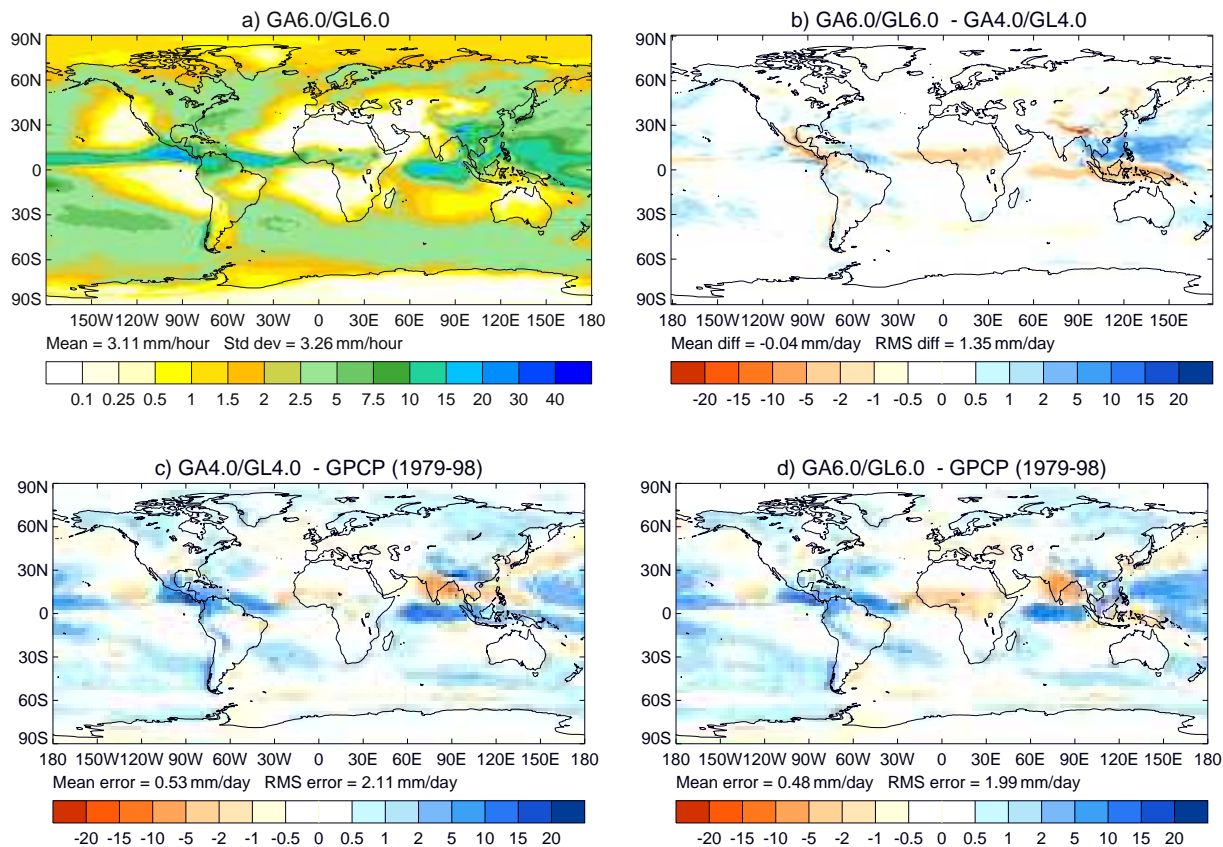 a) GA6.0/GL6.0
90N
60N
30N
0
30S
60S
90S
150W 120W 90W 60W 30W 0 30E 60E 90E 120E 150E 180
Mean = 3.11 mm/hour Std dev = 3.26 mm/hour
0.1 0.25 0.5 1 1.5 2 2.5 5 7.5 10 15 20 30 40
b) GA6.0/GL6.0 - GA4.0/GL4.0
90N
60N
30N
0
30S
60S
90S
180 150W 120W 90W 60W 30W 0 30E 60E 90E 120E 150E
Mean diff = -0.04 mm/day RMS diff = 1.35 mm/day
-20 -15 -10 -5 -2 -1 -0.5 0 0.5 1 2 5 10 15 20
c) GA4.0/GL4.0 - GPCP (1979-98)
90N
60N
30N
0
30S
60S
90S
180 150W 120W 90W 60W 30W 0 30E 60E 90E 120E 150E 180
Mean error = 0.53 mm/day RMS error = 2.11 mm/day
-20 -15 -10 -5 -2 -1 -0.5 0 0.5 1 2 5 10 15 20
d) GA6.0/GL6.0 - GPCP (1979-98)
90N
60N
30N
0
30S
60S
90S
180 150W 120W 90W 60W 30W 0 30E 60E 90E 120E 150E 180
Mean error = 0.48 mm/day RMS error = 1.99 mm/day
-20 -15 -10 -5 -2 -1 -0.5 0 0.5 1 2 5 10 15 20